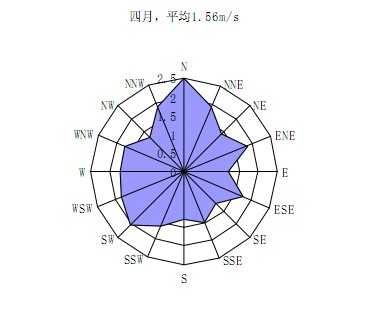 四月，平均1.56m/s
N
NNW
NNE
2.5
NW
2
NE
1.5
WNW
1
ENE
0.5
W
0
E
WSW
ESE
SW
SE
SSW
SSE
S